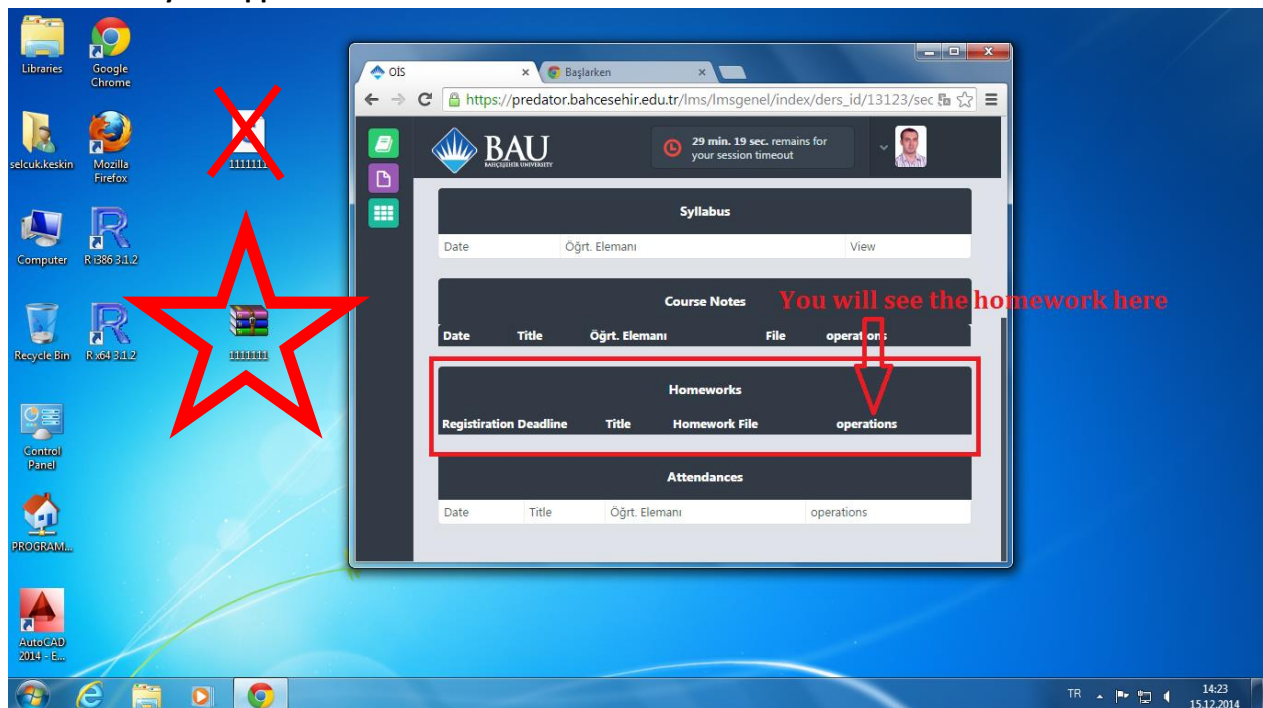 Libraries
Google
Chrome
selcuk.keskin
Mozilla
Firefox
1111111
Computer
R i386 3.1.2
Recycle Bin
R x64 3.1.2
1111111
Control
Panel
PROGRAM...
AutoCAD
2014 - E...
OİS
Başlarken
https://predator.bahcesehir.edu.tr/lms/lmsgenel/index/ders_id/13123/sec
BAU
BAHÇEŞEHİR UNIVERSITY
29 min. 19 sec. remains for
your session timeout
Syllabus
Date Öğrt. Elemanı View
Course Notes
You will see the homework here
Date Title Öğrt. Elemanı File operations
Homeworks
Registiration Deadline Title Homework File operations
Attendances
Date Title Öğrt. Elemanı operations
TR
14:23
15.12.2014